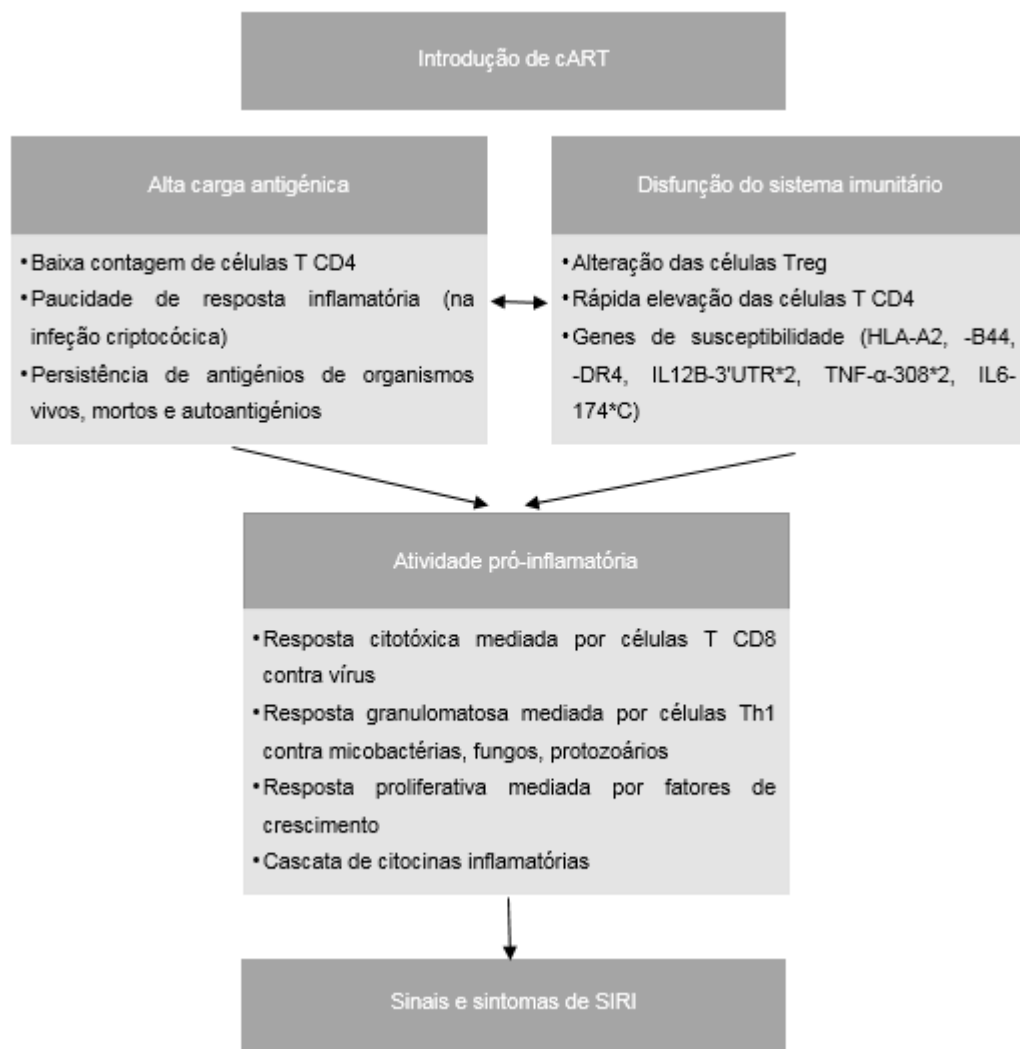 Introdução de cART
Alta carga antigénica
•Baixa contagem de células T CD4
•Paucidade de resposta inflamatória (na
infeção criptocócica)
•Persistência de antigénios de organismos
vivos, mortos e autoantigénios
Disfunção do sistema imunitário
•Alteração das células Treg
•Rápida elevação das células T CD4
•Genes de susceptibilidade (HLA-A2, -B44,
-DR4, IL12B-3'UTR*2, TNF-α-308*2, IL6-
174*C)
Atividade pró-inflamatória
•Resposta citotóxica mediada por células T CD8
contra vírus
•Resposta granulomatosa mediada por células Th1
contra micobactérias, fungos, protozoários
•Resposta proliferativa mediada por fatores de
crescimento
•Cascata de citocinas inflamatórias
Sinais e sintomas de SIRI